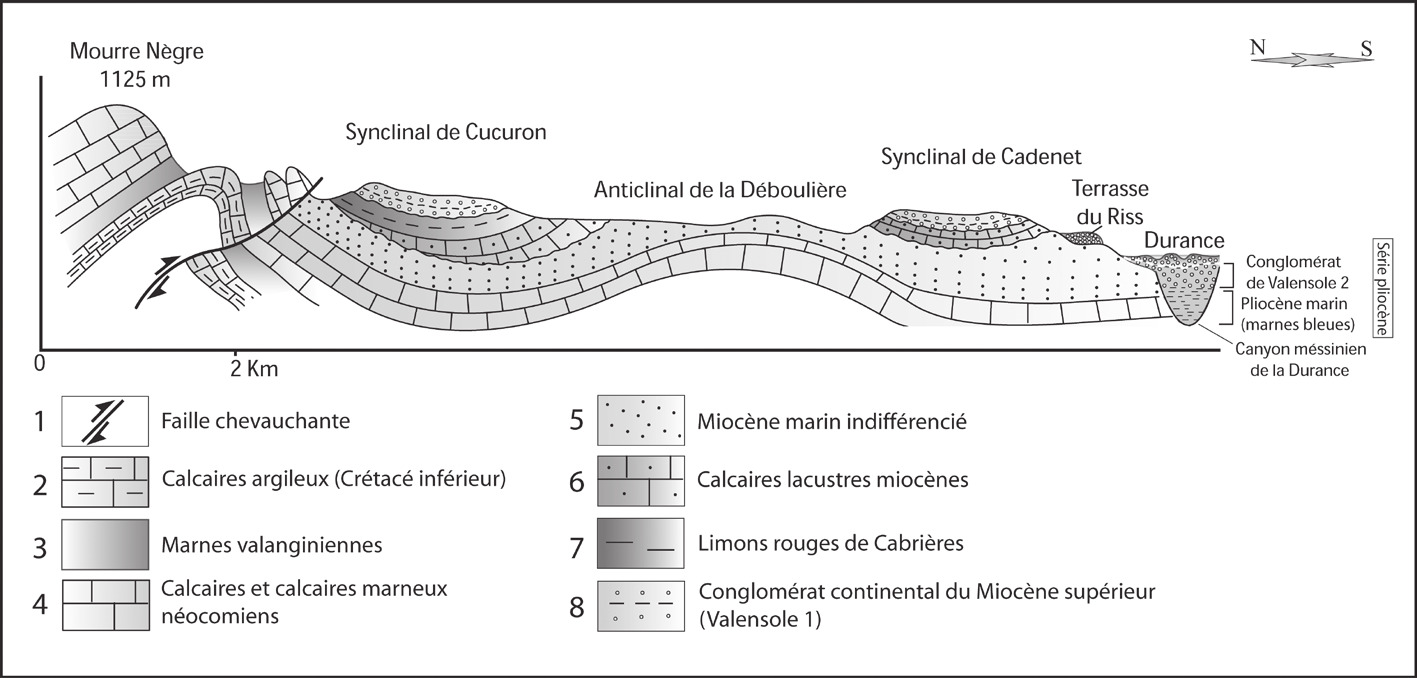 Mourre Nègre
1125 m
N S
Synclinal de Cucuron
Synclinal de Cadenet
Anticlinal de la Déboulière
Terrasse
du Riss
Durance
Conglomérat
de Valensole 2
Pliocène marin
(marnes bleues)
Série pliocène
Canyon méssinien
de la Durance
0
2 Km
1 Faille chevauchante
2 Calcaires argileux (Crétacé inférieur)
3 Marnes valanginiennes
4 Calcaires et calcaires marneux
néocomiens
5 Miocène marin indifférencié
6 Calcaires lacustres miocènes
7 Limons rouges de Cabrières
8 Conglomérat continental du Miocène supérieur
(Valensole 1)